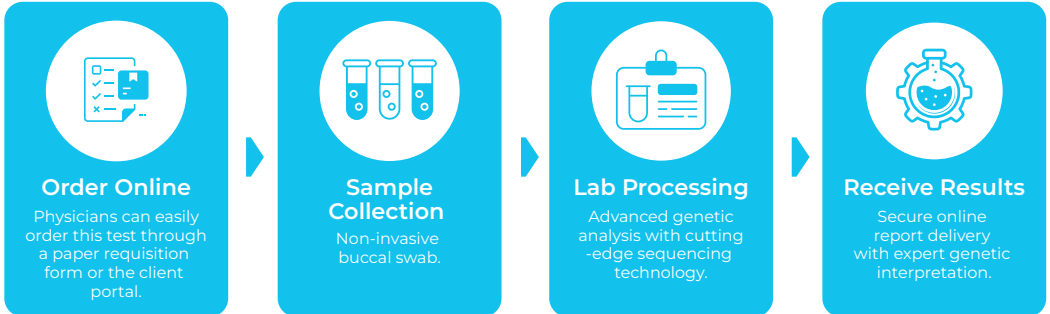 Order Online
Physicians can easily
order this test through
a paper requisition
form or the client
portal.
Sample
Collection
Non-invasive
buccal swab.
Lab Processing
Advanced genetic
analysis with cutting
-edge sequencing
technology.
Receive Results
Secure online
report delivery
with expert genetic
interpretation.